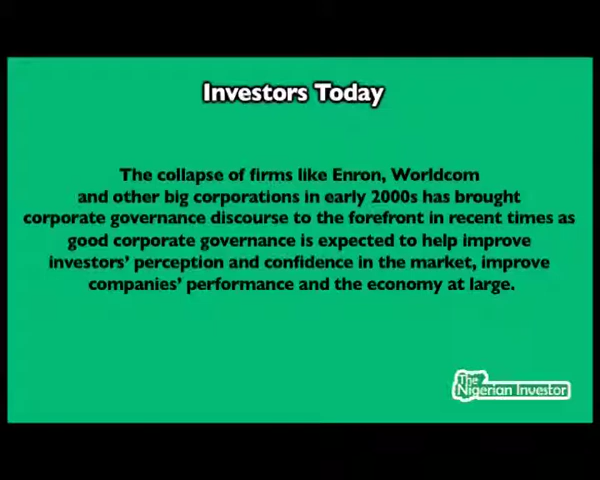 Investors Today
The collapse of firms like Enron, Worldcom
and other big corporations in early 2000s has brought
corporate governance discourse to the forefront in recent times as
good corporate governance is expected to help improve
investors’ perception and confidence in the market, improve
companies’ performance and the economy at large.
The
Nigerian Investor